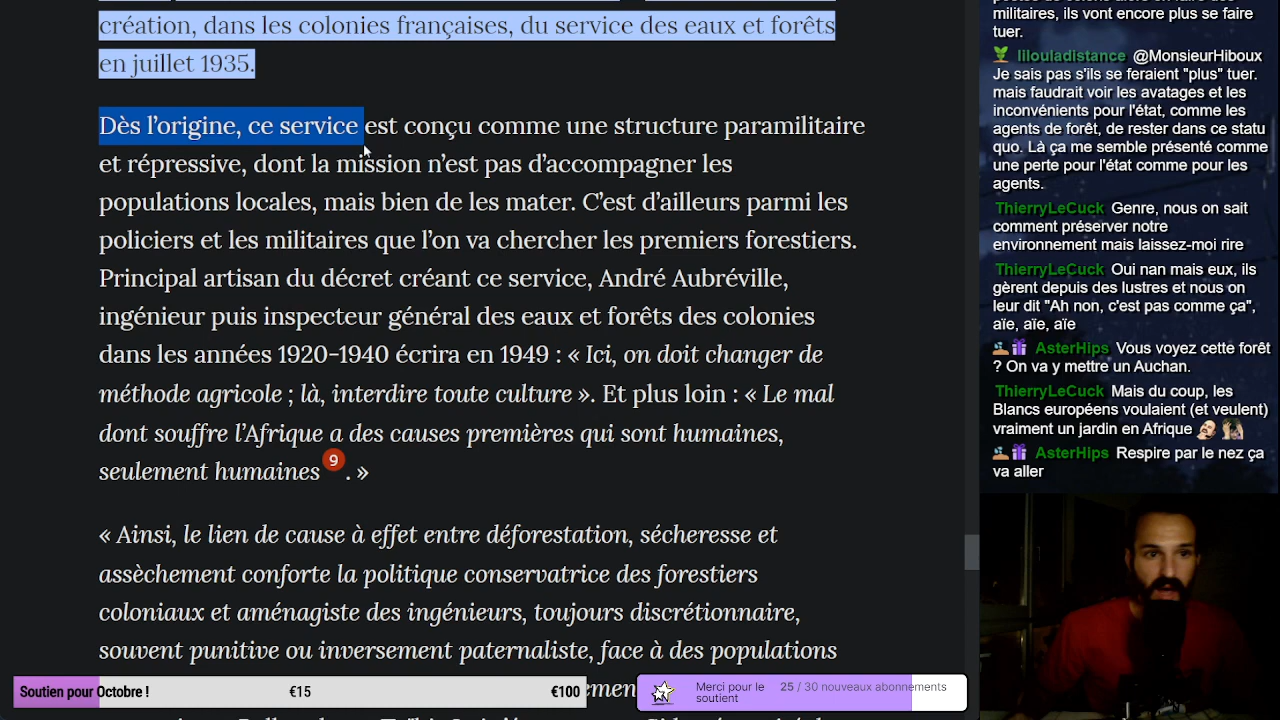 création, dans les colonies françaises, du service des eaux et forêts
en juillet 1935.
Dès l’origine, ce service est conçu comme une structure paramilitaire
et répressive, dont la mission n’est pas d’accompagner les
populations locales, mais bien de les mater. C’est d’ailleurs parmi les
policiers et les militaires que l’on va chercher les premiers forestiers.
Principal artisan du décret créant ce service, André Aubréville,
ingénieur puis inspecteur général des eaux et forêts des colonies
dans les années 1920-1940 écrira en 1949 : « Ici, on doit changer de
méthode agricole ; là, interdire toute culture ». Et plus loin : « Le mal
dont souffre l’Afrique a des causes premières qui sont humaines,
seulement humaines 9 . »
« Ainsi, le lien de cause à effet entre déforestation, sécheresse et
assèchement conforte la politique conservatrice des forestiers
coloniaux et aménagiste des ingénieurs, toujours discrétionnaire,
souvent punitive ou inversement paternaliste, face à des populations
militaires, ils vont encore plus se faire
tuer.
lilouladistance @MonsieurHiboux
Je sais pas s'ils se feraient "plus" tuer.
mais faudrait voir les avatages et les
inconvénients pour l'état, comme les
agents de forêt, de rester dans ce statu
quo. Là ça me semble présenté comme
une perte pour l'état comme pour les
agents.
ThierryLeCuck Genre, nous on sait
comment préserver notre
environnement mais laissez-moi rire
ThierryLeCuck Oui nan mais eux, ils
gèrent depuis des lustres et nous on
leur dit "Ah non, c'est pas comme ça",
aïe, aïe, aïe
AsterHips Vous voyez cette forêt
? On va y mettre un Auchan.
ThierryLeCuck Mais du coup, les
Blancs européens voulaient (et veulent)
vraiment un jardin en Afrique
AsterHips Respire par le nez ça
va aller
Soutien pour Octobre ! €15 €100
Merci pour le
soutient
25 / 30 nouveaux abonnements